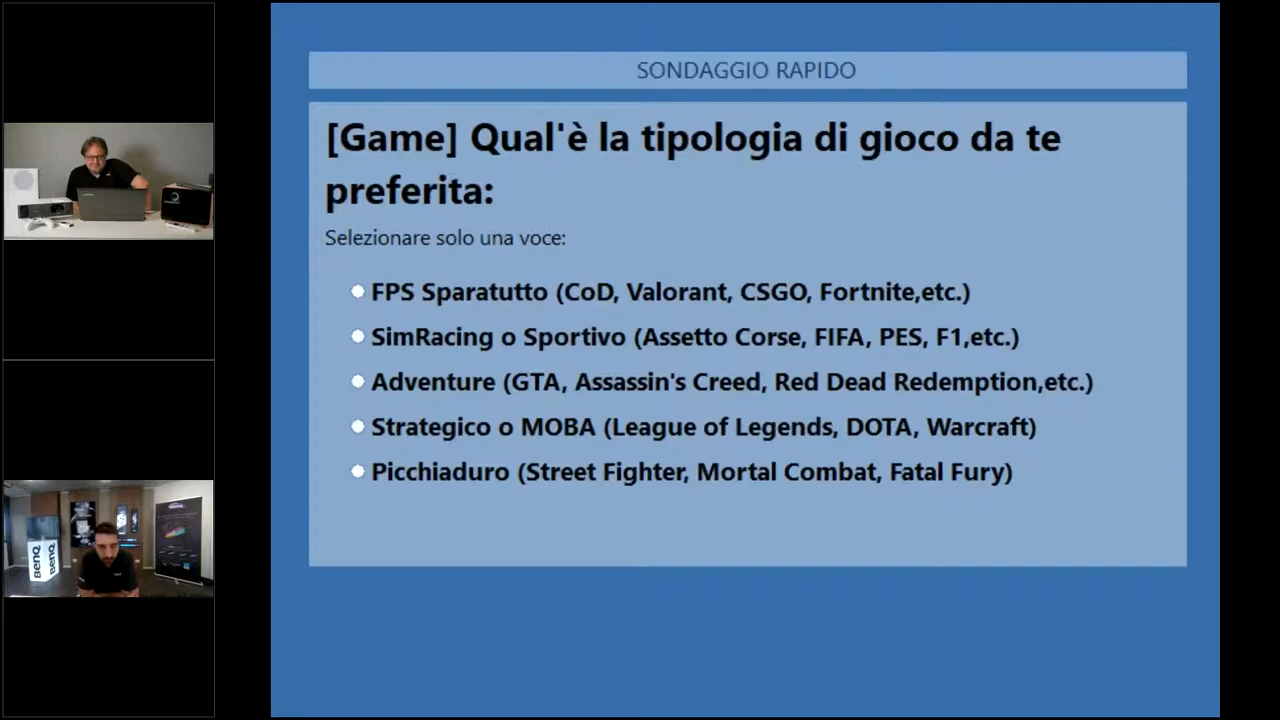 SONDAGGIO RAPIDO
[Game] Qual'è la tipologia di gioco da te
preferita:
Selezionare solo una voce:
FPS Sparatutto (CoD, Valorant, CSGO, Fortnite,etc.)
SimRacing o Sportivo (Assetto Corse, FIFA, PES, F1,etc.)
Adventure (GTA, Assassin's Creed, Red Dead Redemption,etc.)
Strategico o MOBA (League of Legends, DOTA, Warcraft)
Picchiaduro (Street Fighter, Mortal Combat, Fatal Fury)
BenQ
BenQ